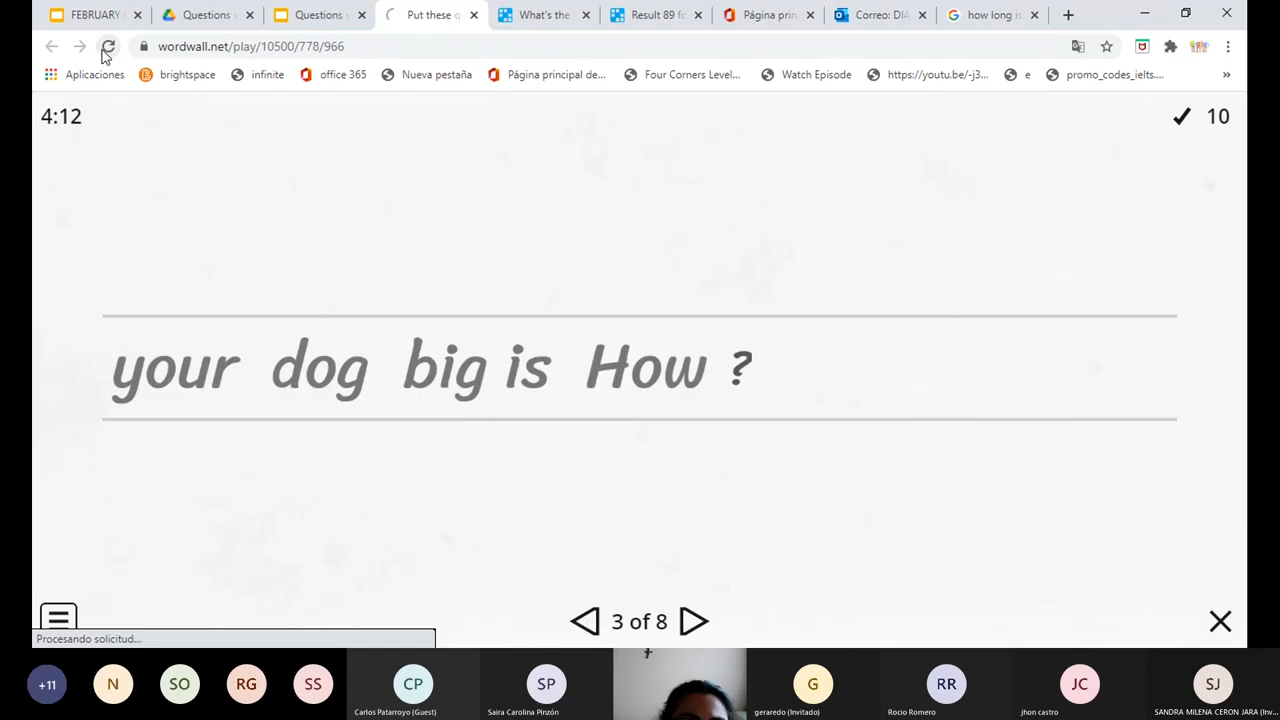 FEBRUARY
Questions v
Questions v
Put these q
What's the
Result 89 fo
Página prin
Correo: DIA
how long is
wordwall.net/play/10500/778/966
Aplicaciones
brightspace
infinite
office 365
Nueva pestaña
Página principal de...
Four Corners Level...
Watch Episode
https://youtu.be/-j3...
e
promo_codes_ielts....
»
4:12
✓ 10
your dog big is How ?
3 of 8
Procesando solicitud...
+11
N
SO
RG
SS
CP
Carlos Patarroyo (Guest)
SP
Saira Carolina Pinzón
G
geraredo (Invitado)
RR
Rocio Romero
JC
jhon castro
SJ
SANDRA MILENA CERON JARA (Inv...